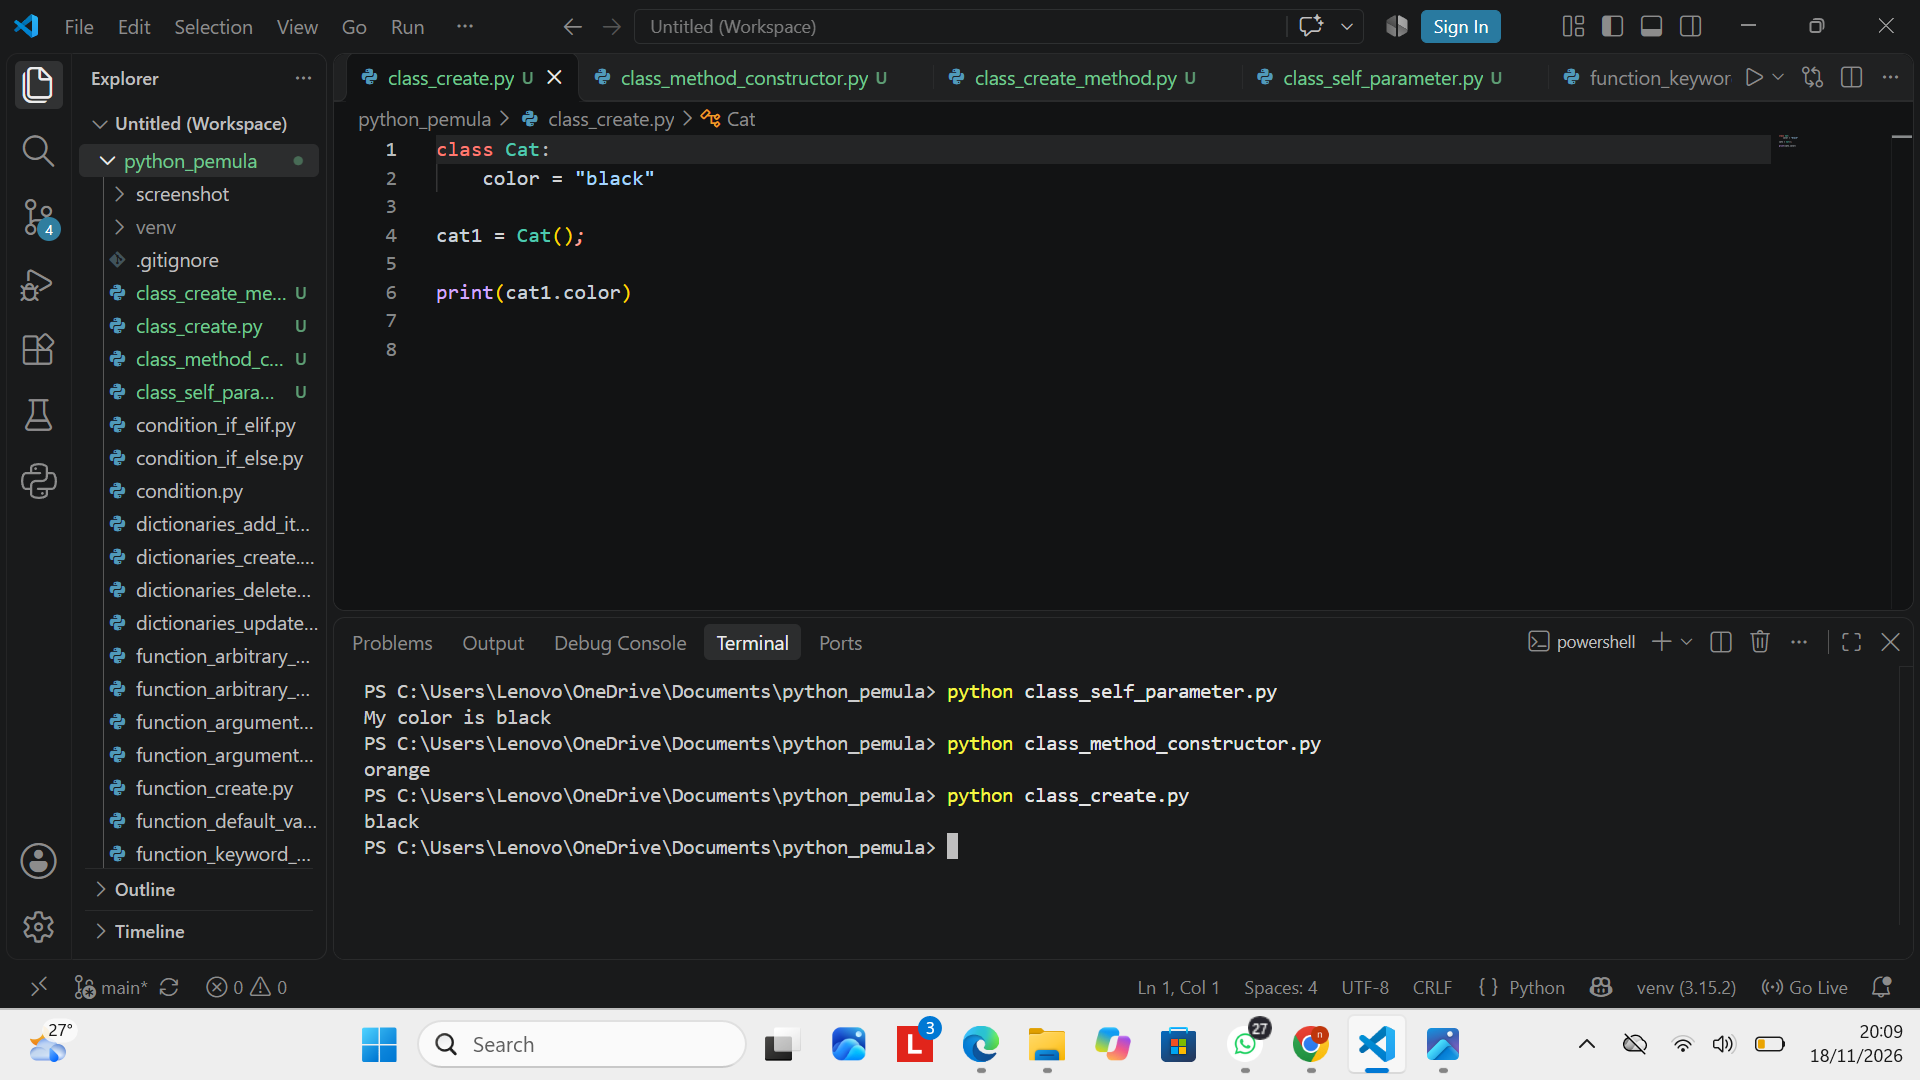 File Edit Selection View Go Run ··· Untitled (Workspace) Sign In
Explorer ···
class_create.py U class_method_constructor.py U class_create_method.py U class_self_parameter.py U function_keywor
python_pemula > class_create.py > Cat
Untitled (Workspace)
python_pemula
screenshot
venv
.gitignore
class_create_me... U
class_create.py U
class_method_c... U
class_self_para... U
condition_if_elif.py
condition_if_else.py
condition.py
dictionaries_add_it...
dictionaries_create....
dictionaries_delete...
dictionaries_update...
function_arbitrary_...
function_arbitrary_...
function_argument...
function_argument...
function_create.py
function_default_va...
function_keyword_...
Outline
Timeline
4
1 class Cat:
2 color = "black"
3
4 cat1 = Cat();
5
6 print(cat1.color)
7
8
Problems Output Debug Console Terminal Ports powershell
PS C:\Users\Lenovo\OneDrive\Documents\python_pemula> python class_self_parameter.py
My color is black
PS C:\Users\Lenovo\OneDrive\Documents\python_pemula> python class_method_constructor.py
orange
PS C:\Users\Lenovo\OneDrive\Documents\python_pemula> python class_create.py
black
PS C:\Users\Lenovo\OneDrive\Documents\python_pemula>
main* 0 0 Ln 1, Col 1 Spaces: 4 UTF-8 CRLF { } Python venv (3.15.2) Go Live
27° Search L 3 27 n 20:09
18/11/2026